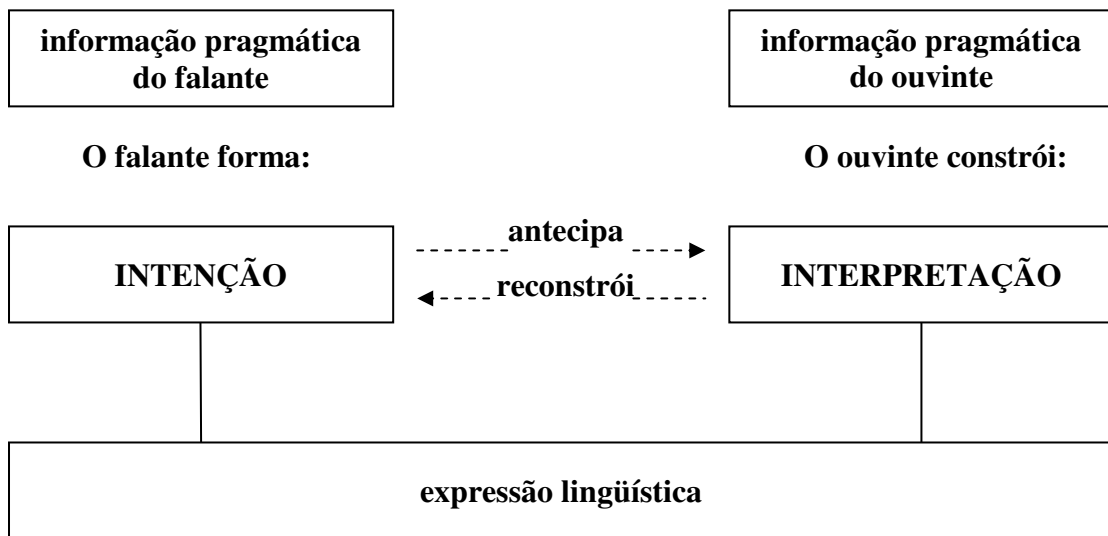 informação pragmática
do falante
informação pragmática
do ouvinte
O falante forma:
O ouvinte constrói:
INTENÇÃO
antecipa
reconstrói
INTERPRETAÇÃO
expressão lingüística